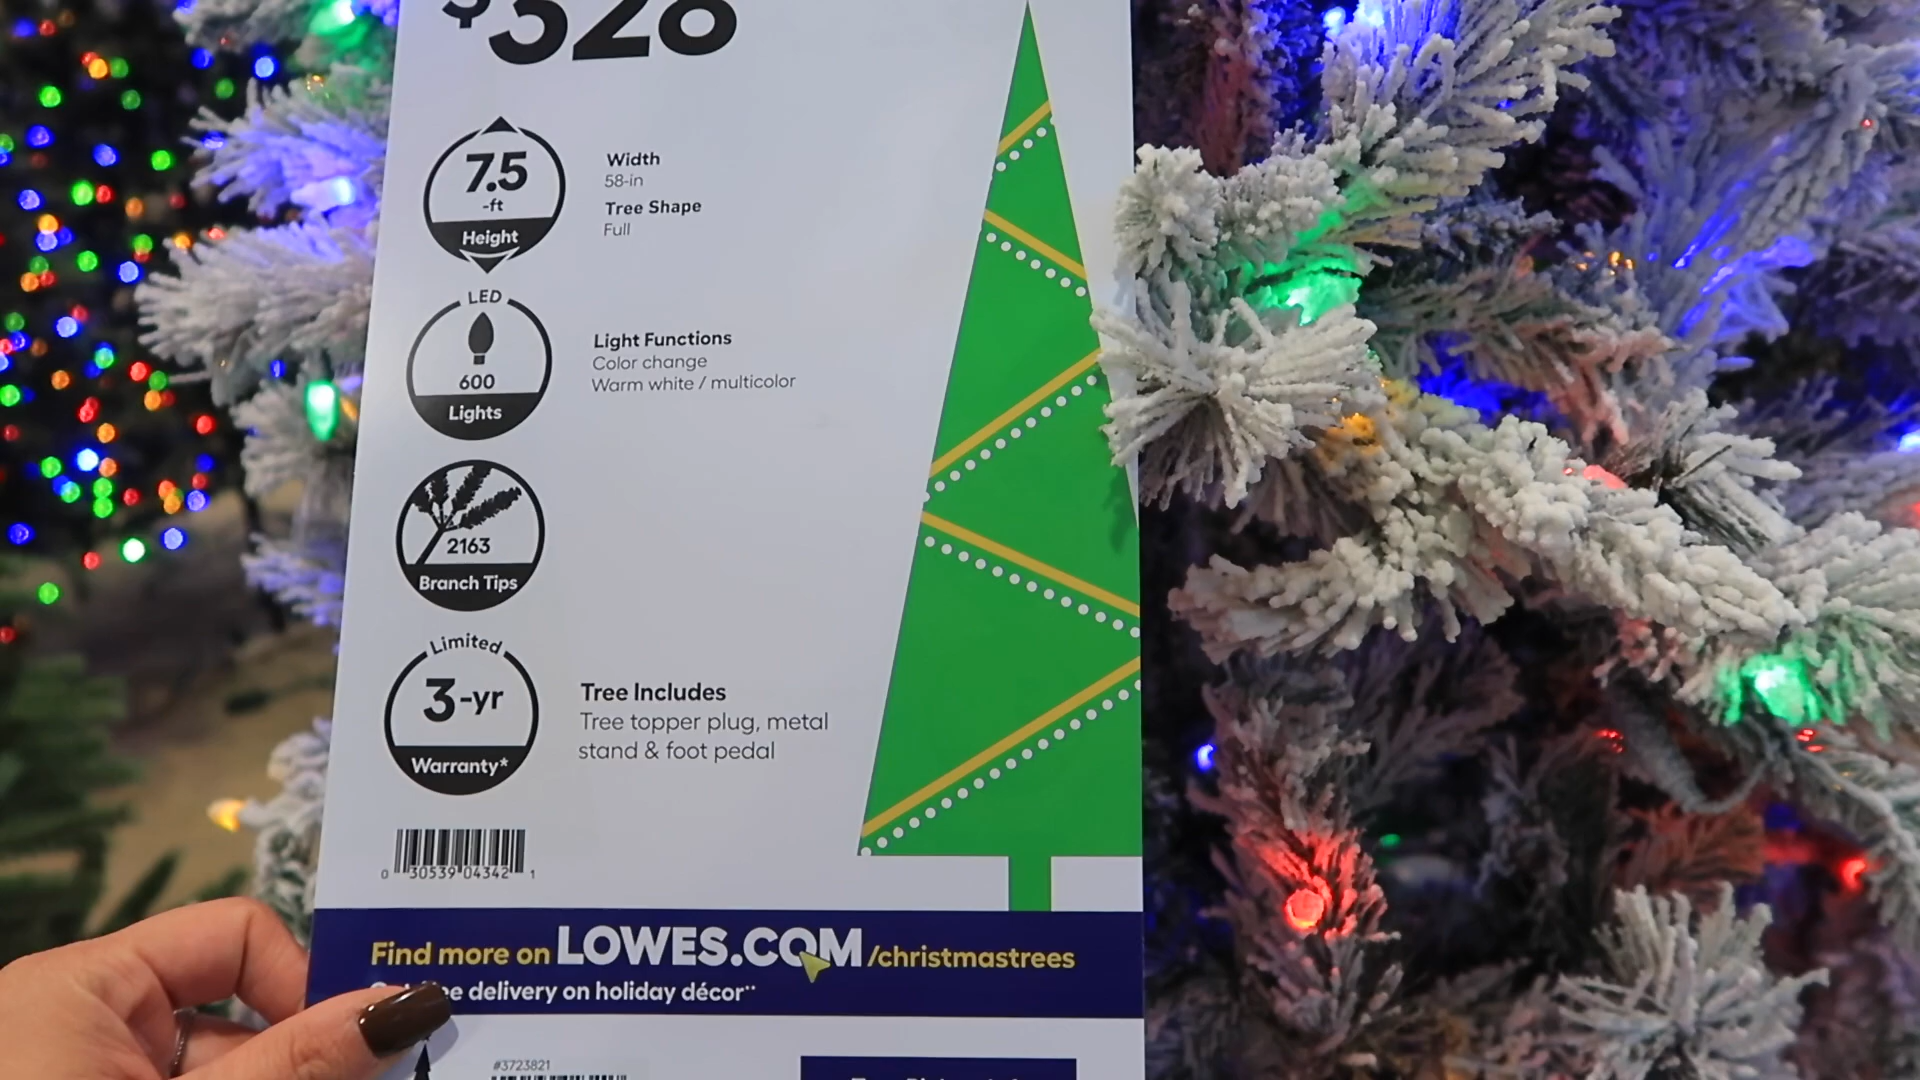 $328
7.5
-ft
Height
Width
58-in
Tree Shape
Full
LED
600
Lights
Light Functions
Color change
Warm white / multicolor
2163
Branch Tips
Limited
3-yr
Warranty*
Tree Includes
Tree topper plug, metal
stand & foot pedal
0 30539 04342 1
Find more on LOWES.COM/christmastrees
delivery on holiday décor**
#3723821